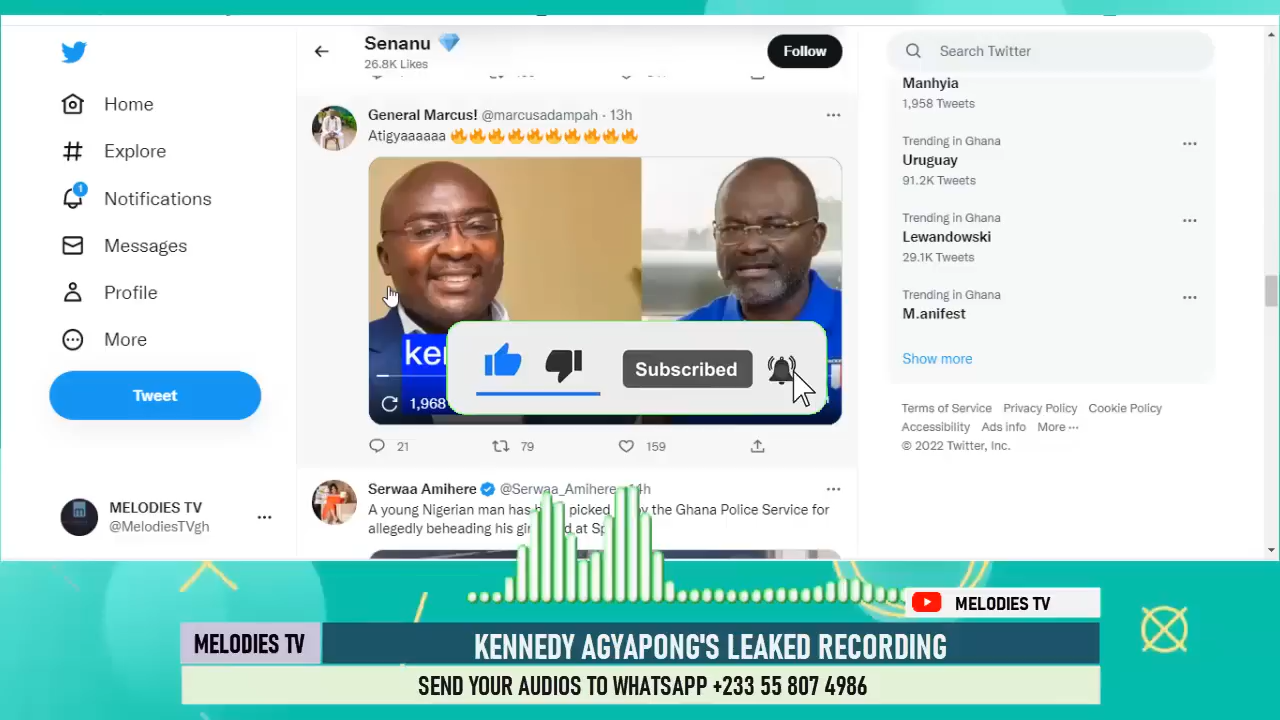 Senanu
26.8K Likes
Follow
Search Twitter
Home
Explore
1
Notifications
Messages
Profile
More
Tweet
MELODIES TV
@MelodiesTVgh
General Marcus! @marcusadampah · 13h
Atigyaaaaaa
ke
1,968
Subscribed
21
79
159
Serwaa Amihere @Serwaa_Amihere
A young Nigerian man has picked by the Ghana Police Service for
allegedly beheading his at
Manhyia
1,958 Tweets
Trending in Ghana
Uruguay
91.2K Tweets
Trending in Ghana
Lewandowski
29.1K Tweets
Trending in Ghana
M.anifest
Show more
Terms of Service Privacy Policy Cookie Policy
Accessibility Ads info More ···
© 2022 Twitter, Inc.
MELODIES TV
MELODIES TV
KENNEDY AGYAPONG'S LEAKED RECORDING
SEND YOUR AUDIOS TO WHATSAPP +233 55 807 4986